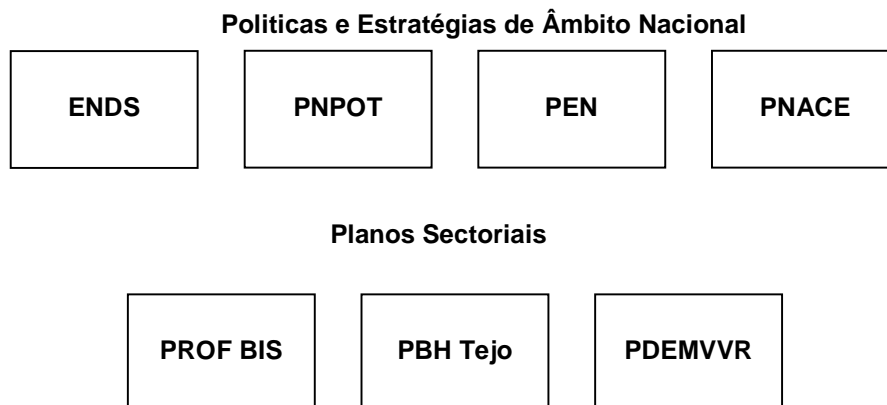 Politicas e Estratégias de Âmbito Nacional
ENDS PNPOT PEN PNACE
Planos Sectoriais
PROF BIS PBH Tejo PDEMVVR